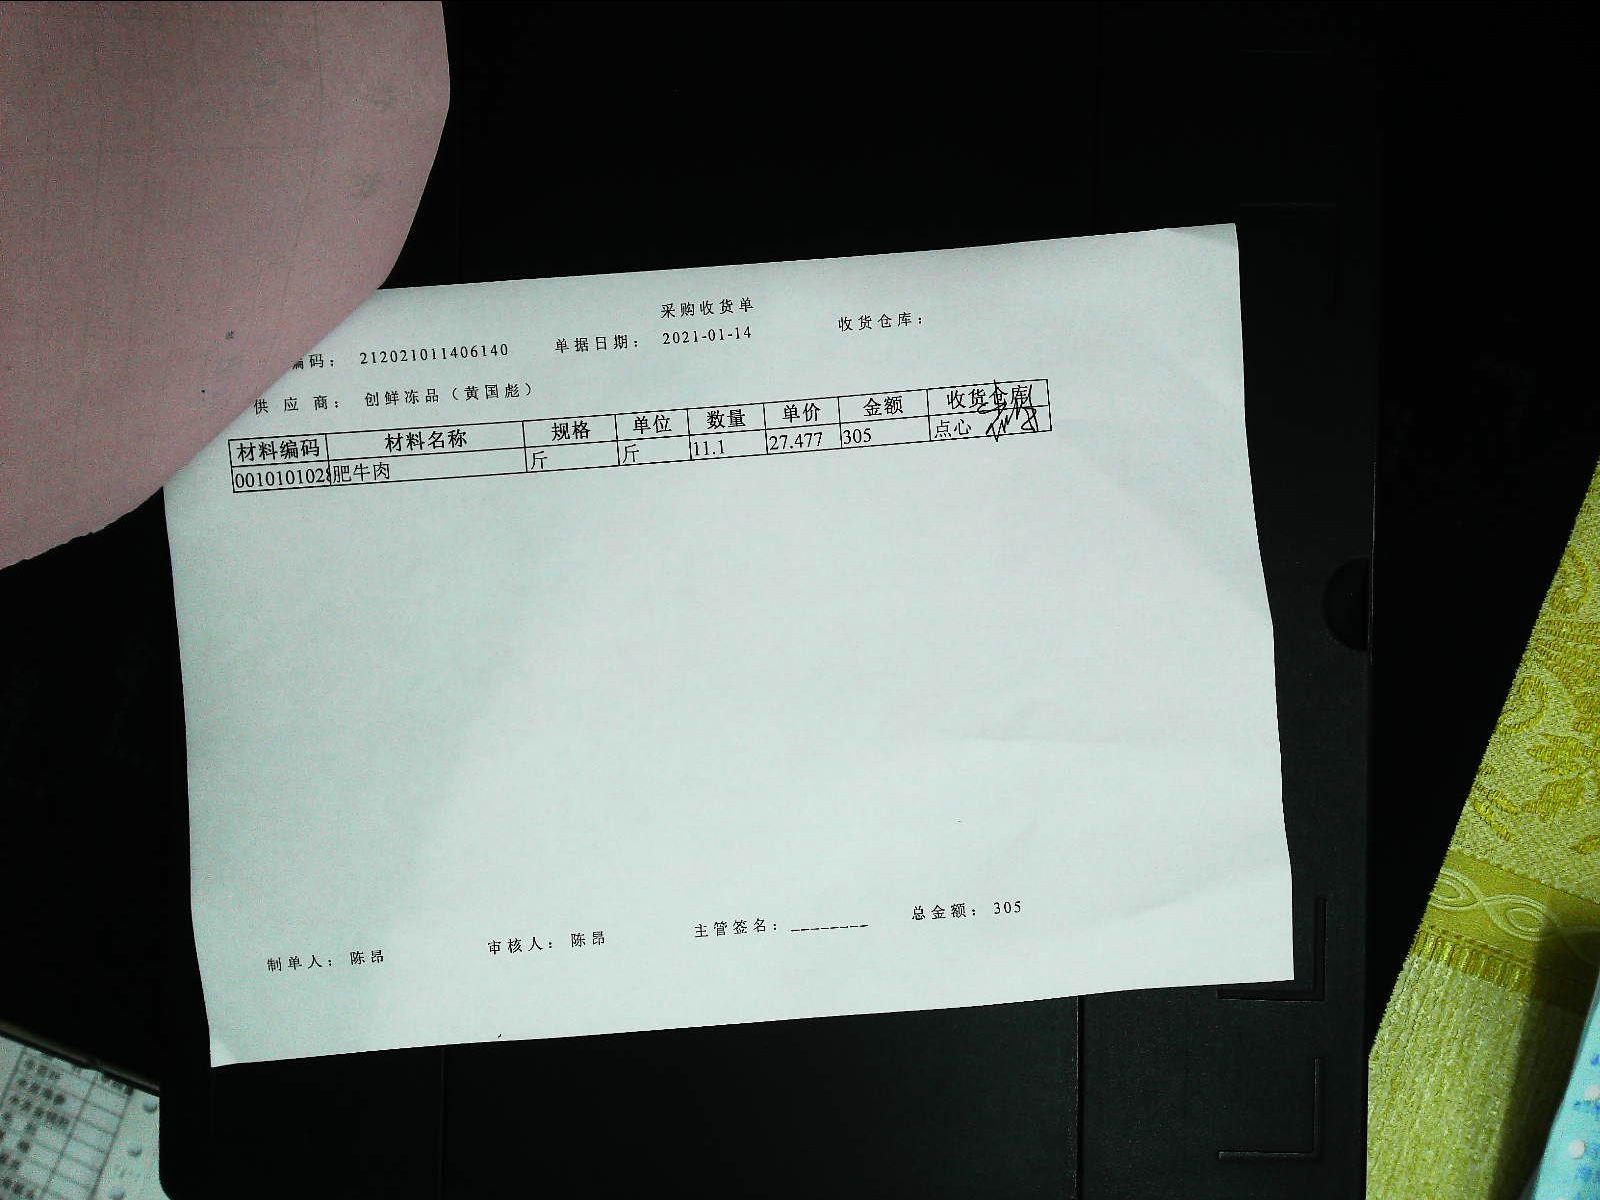 采购收货单
编码： 212021011406140 单据日期： 2021-01-14 收货仓库：
供应商： 创鲜冻品（黄国彪）
材料编码 材料名称 规格 单位 数量 单价 金额 收货仓库
001010102 肥牛肉 斤 斤 11.1 27.477 305 点心
制单人： 陈昂 审核人： 陈昂 主管签名：________ 总金额： 305